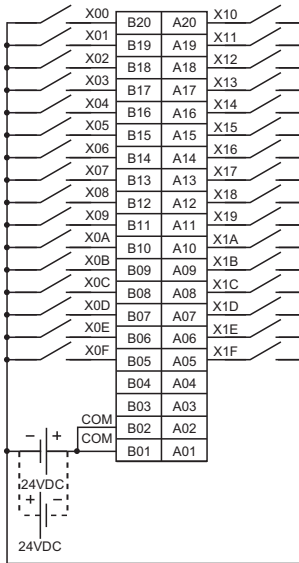 X00 B20 A20 X10
X01 B19 A19 X11
X02 B18 A18 X12
X03 B17 A17 X13
X04 B16 A16 X14
X05 B15 A15 X15
X06 B14 A14 X16
X07 B13 A13 X17
X08 B12 A12 X18
X09 B11 A11 X19
X0A B10 A10 X1A
X0B B09 A09 X1B
X0C B08 A08 X1C
X0D B07 A07 X1D
X0E B06 A06 X1E
X0F B05 A05 X1F
B04 A04
B03 A03
COM B02 A02
COM B01 A01
− +
24VDC
+ −
24VDC